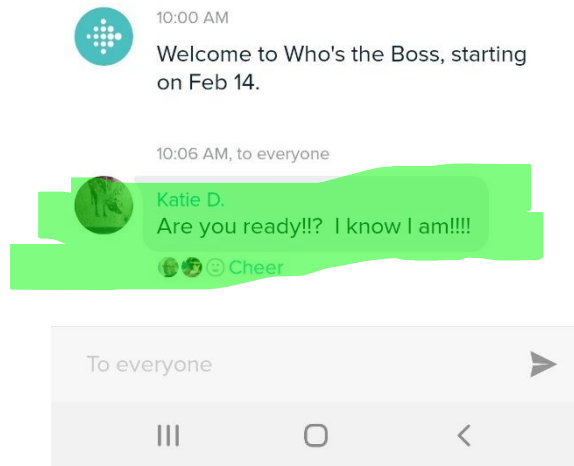 10:00 AM
Welcome to Who's the Boss, starting
on Feb 14.
10:06 AM, to everyone
Katie D.
Are you ready!!?  I know I am!!!!
Cheer
To everyone